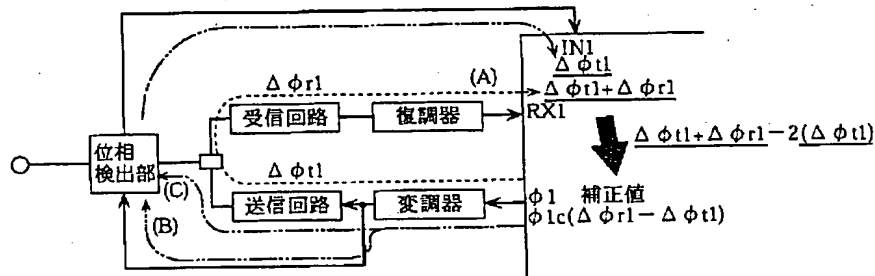 IN1
Δφt1
Δφr1
(A)
Δφt1+Δφr1
受信回路
復調器
RX1
Δφt1+Δφr1-2(Δφt1)
位相
検出部
Δφt1
(C)
φ1 補正値
(B)
送信回路
変調器
φ1c(Δφr1-Δφt1)